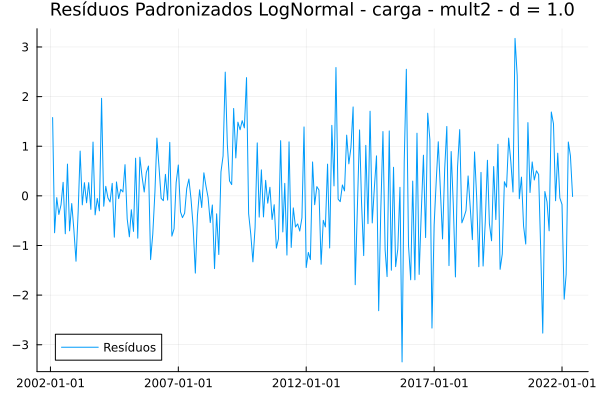 Resíduos Padronizados LogNormal - carga - mult2 - d = 1.0
3
2
1
0
−1
−2
−3
Resíduos
2002-01-01 2007-01-01 2012-01-01 2017-01-01 2022-01-01